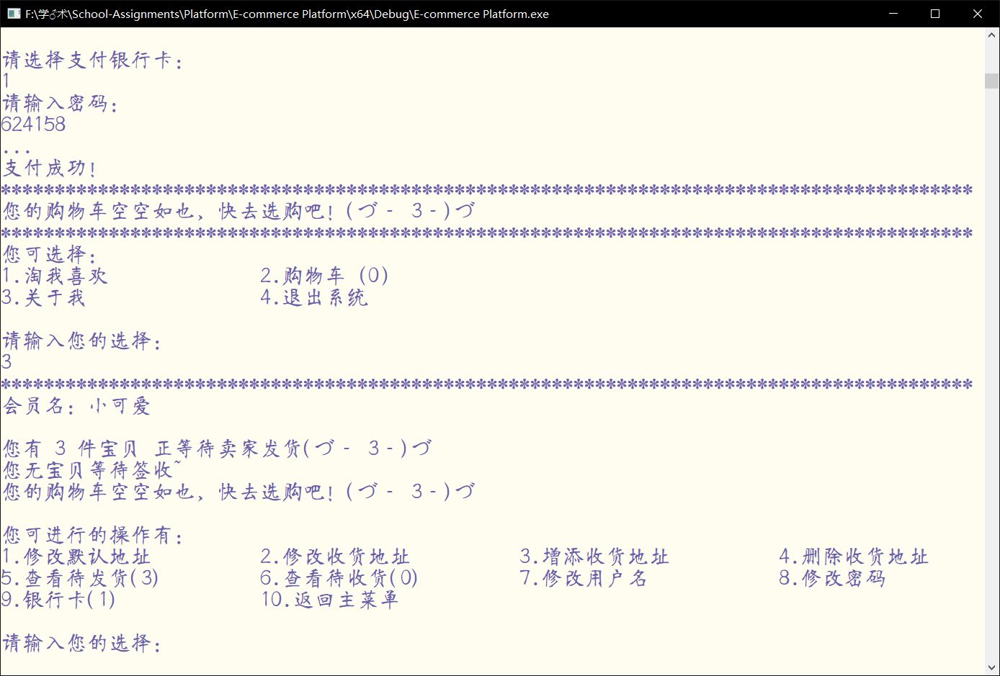 F:\学♂术\School-Assignments\Platform\E-commerce Platform\x64\Debug\E-commerce Platform.exe
请选择支付银行卡：
1
请输入密码：
624158
...
支付成功！
******************************************************************************************
您的购物车空空如也，快去选购吧！(づ-3-)づ
******************************************************************************************
您可选择：
1.淘我喜欢 2.购物车 (0)
3.关于我 4.退出系统
请输入您的选择：
3
******************************************************************************************
会员名：小可爱
您有 3 件宝贝 正等待卖家发货(づ-3-)づ
您无宝贝等待签收~
您的购物车空空如也，快去选购吧！(づ-3-)づ
您可进行的操作有：
1.修改默认地址 2.修改收货地址 3.增添收货地址 4.删除收货地址
5.查看待发货(3) 6.查看待收货(0) 7.修改用户名 8.修改密码
9.银行卡(1) 10.返回主菜单
请输入您的选择：